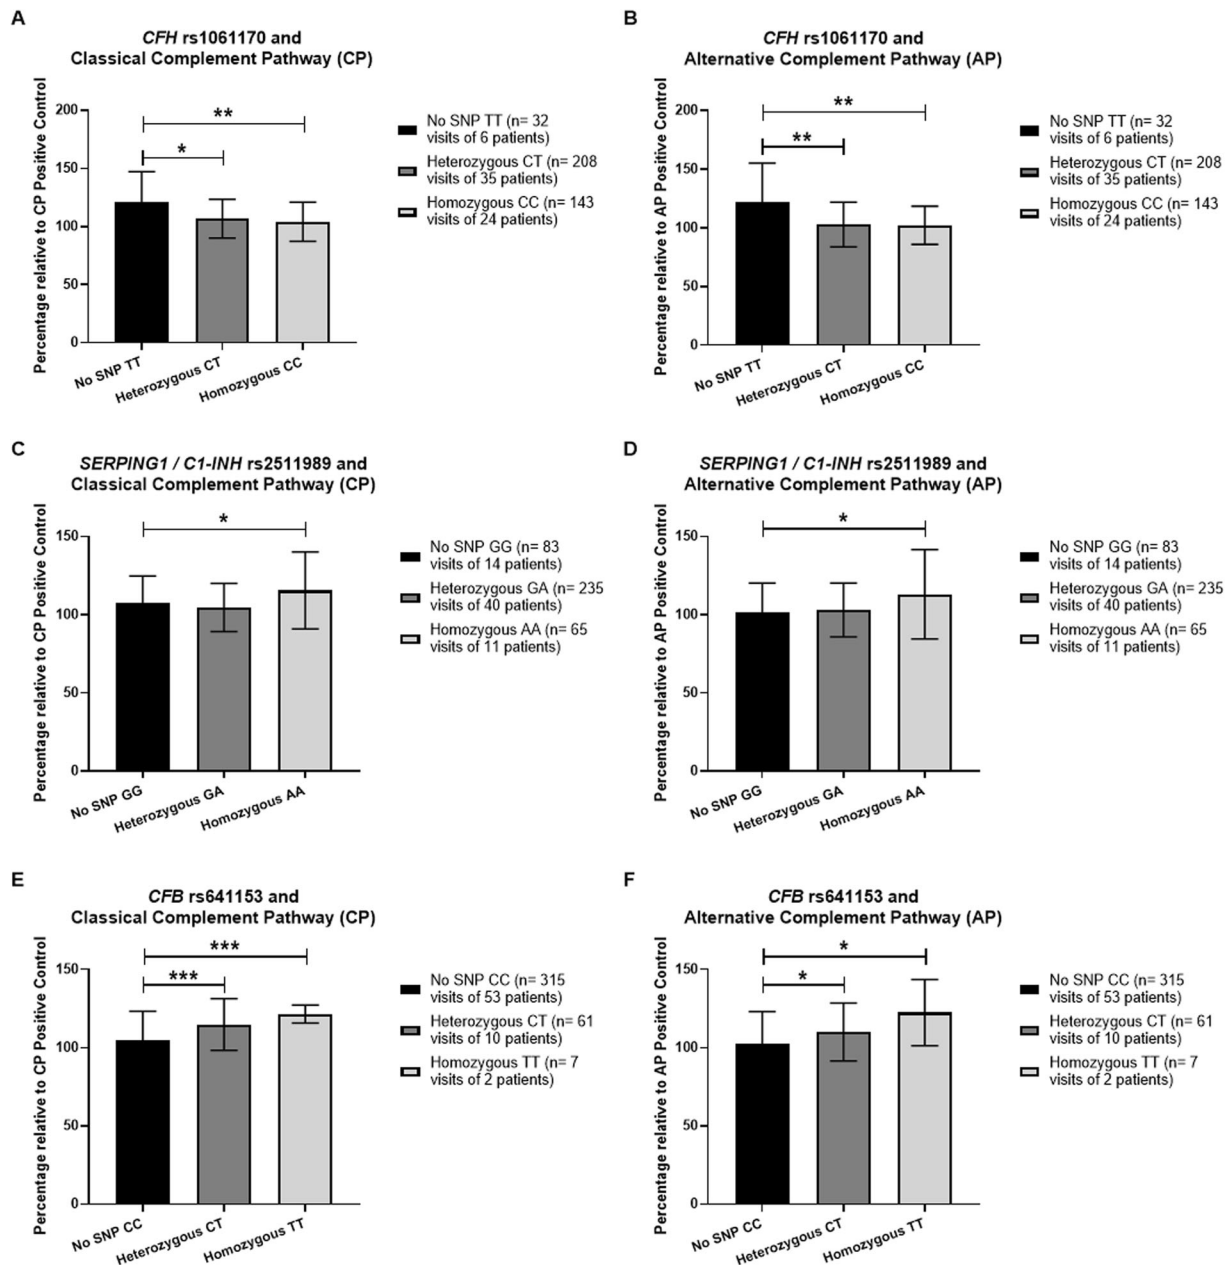 A
CFH rs1061170 and
Classical Complement Pathway (CP)
Percentage relative to CP Positive Control
200
150
100
50
0
**
*
No SNP TT
Heterozygous CT
Homozygous CC
No SNP TT (n= 32
visits of 6 patients)
Heterozygous CT (n= 208
visits of 35 patients)
Homozygous CC (n= 143
visits of 24 patients)
B
CFH rs1061170 and
Alternative Complement Pathway (AP)
Percentage relative to AP Positive Control
200
150
100
50
0
**
**
No SNP TT
Heterozygous CT
Homozygous CC
No SNP TT (n= 32
visits of 6 patients)
Heterozygous CT (n= 208
visits of 35 patients)
Homozygous CC (n= 143
visits of 24 patients)
C
SERPING1 / C1-INH rs2511989 and
Classical Complement Pathway (CP)
Percentage relative to CP Positive Control
150
100
50
0
*
No SNP GG
Heterozygous GA
Homozygous AA
No SNP GG (n= 83
visits of 14 patients)
Heterozygous GA (n= 235
visits of 40 patients)
Homozygous AA (n= 65
visits of 11 patients)
D
SERPING1 / C1-INH rs2511989 and
Alternative Complement Pathway (AP)
Percentage relative to AP Positive Control
150
100
50
0
*
No SNP GG
Heterozygous GA
Homozygous AA
No SNP GG (n= 83
visits of 14 patients)
Heterozygous GA (n= 235
visits of 40 patients)
Homozygous AA (n= 65
visits of 11 patients)
E
CFB rs641153 and
Classical Complement Pathway (CP)
Percentage relative to CP Positive Control
150
100
50
0
***
***
No SNP CC
Heterozygous CT
Homozygous TT
No SNP CC (n= 315
visits of 53 patients)
Heterozygous CT (n= 61
visits of 10 patients)
Homozygous TT (n= 7
visits of 2 patients)
F
CFB rs641153 and
Alternative Complement Pathway (AP)
Percentage relative to AP Positive Control
150
100
50
0
*
*
No SNP CC
Heterozygous CT
Homozygous TT
No SNP CC (n= 315
visits of 53 patients)
Heterozygous CT (n= 61
visits of 10 patients)
Homozygous TT (n= 7
visits of 2 patients)